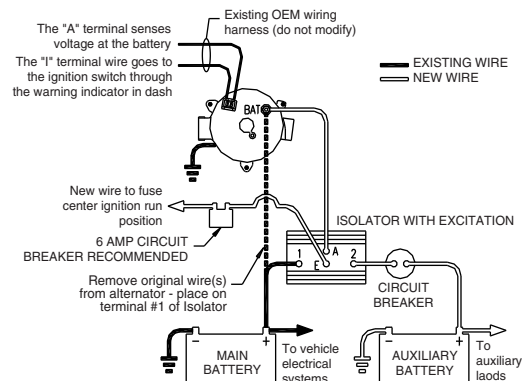 The "A" terminal senses
voltage at the battery
The "I" terminal wire goes to
the ignition switch through
the warning indicator in dash
Existing OEM wiring
harness (do not modify)
EXISTING WIRE
NEW WIRE
BAT
New wire to fuse
center ignition run
position
6 AMP CIRCUIT
BREAKER RECOMMENDED
ISOLATOR WITH EXCITATION
1
E
A
2
CIRCUIT
BREAKER
Remove original wire(s)
from alternator - place on
terminal #1 of Isolator
- +
MAIN
BATTERY
To vehicle
electrical
systems
- +
AUXILIARY
BATTERY
To
auxiliary
laods